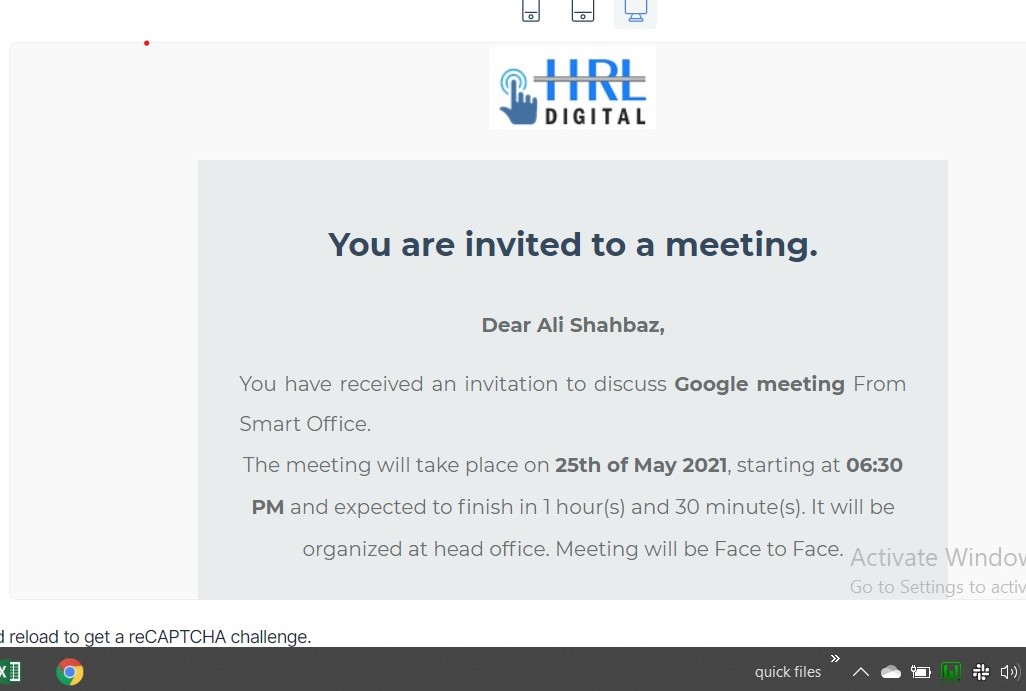 HRL
DIGITAL
You are invited to a meeting.
Dear Ali Shahbaz,
You have received an invitation to discuss Google meeting From
Smart Office.
The meeting will take place on 25th of May 2021, starting at 06:30
PM and expected to finish in 1 hour(s) and 30 minute(s). It will be
organized at head office. Meeting will be Face to Face.
Activate Window
Go to Settings to activ
d reload to get a reCAPTCHA challenge.
quick files